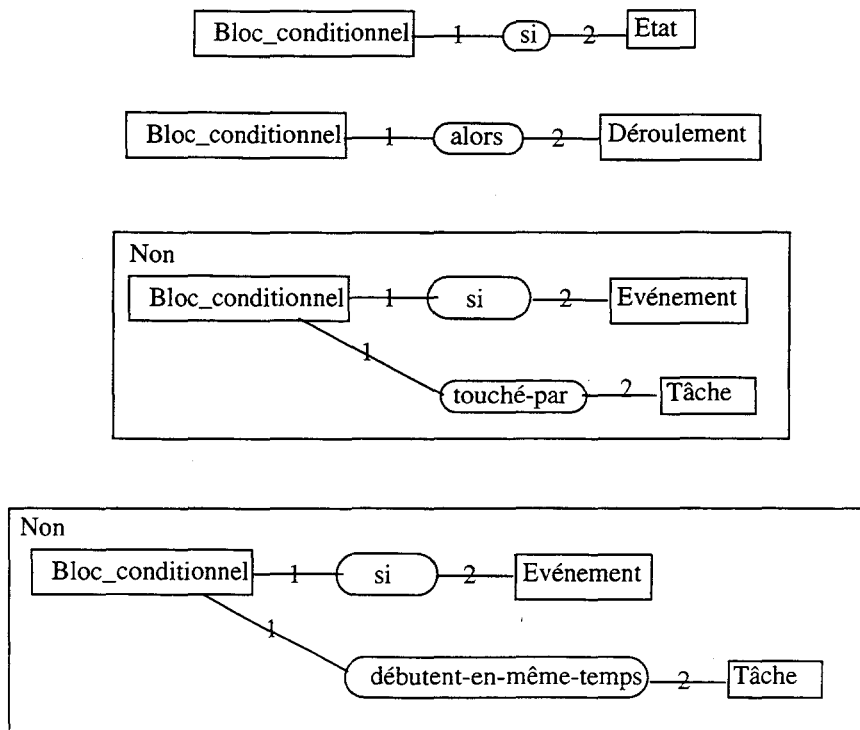 Bloc_conditionnel 1 si 2 Etat
Bloc_conditionnel 1 alors 2 Déroulement
Non
Bloc_conditionnel 1 si 2 Evénement
1
touché-par 2 Tâche
Non
Bloc_conditionnel 1 si 2 Evénement
1
débutent-en-même-temps 2 Tâche